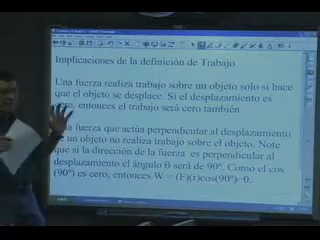 Implicaciones de la definición de Trabajo
Una fuerza realiza trabajo sobre un objeto solo si hace
que el objeto se desplace. Si el desplazamiento es
cero, entonces el trabajo será cero también
fuerza que actúa perpendicular al desplazamiento
un objeto no realiza trabajo sobre el objeto. Note
que si la dirección de la fuerza es perpendicular al
desplazamiento el ángulo θ será de 90º. Como el cos
(90º) es cero, entonces W = (F)(r)cos(90º)=0.